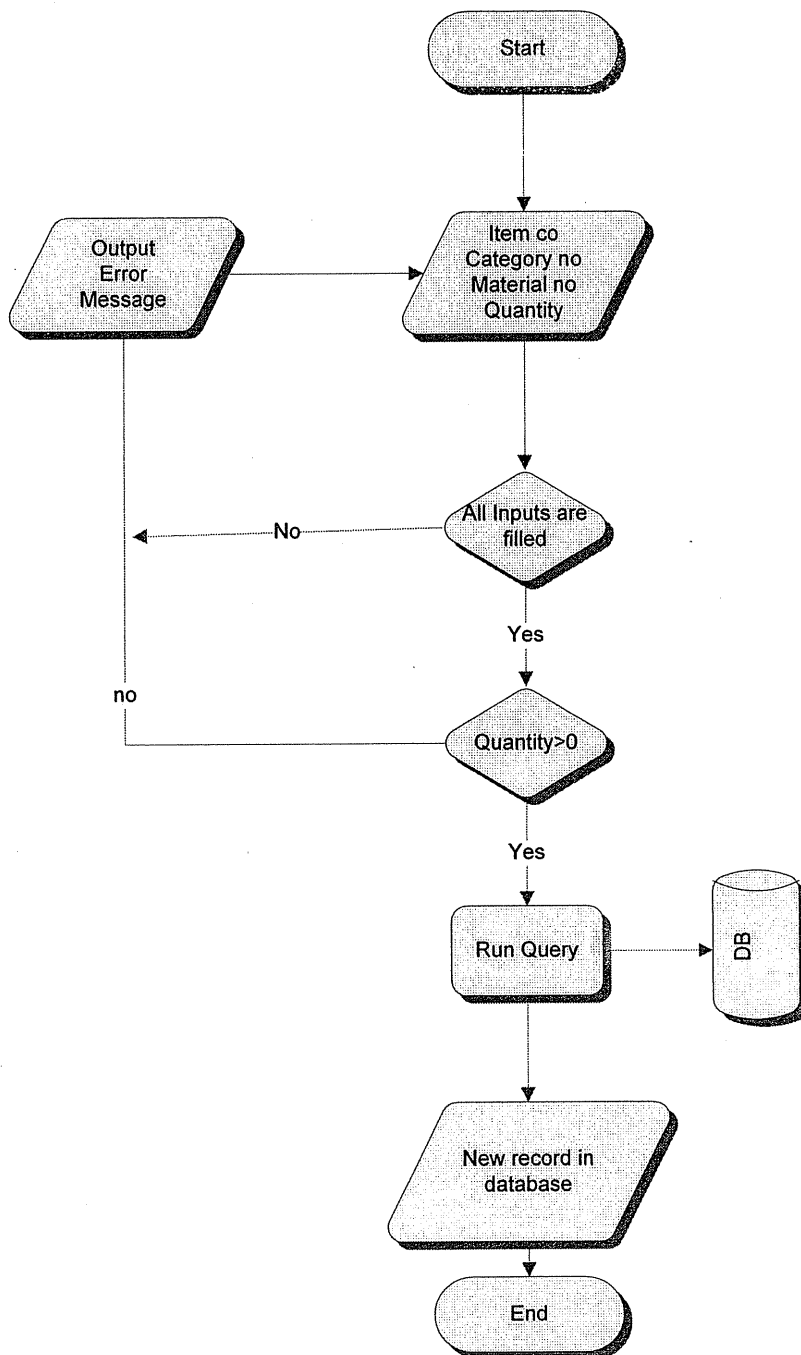 Start
Output
Error
Message
Item co
Category no
Material no
Quantity
All Inputs are
filled
No
Yes
no
Quantity>0
Yes
Run Query
DB
New record in
database
End